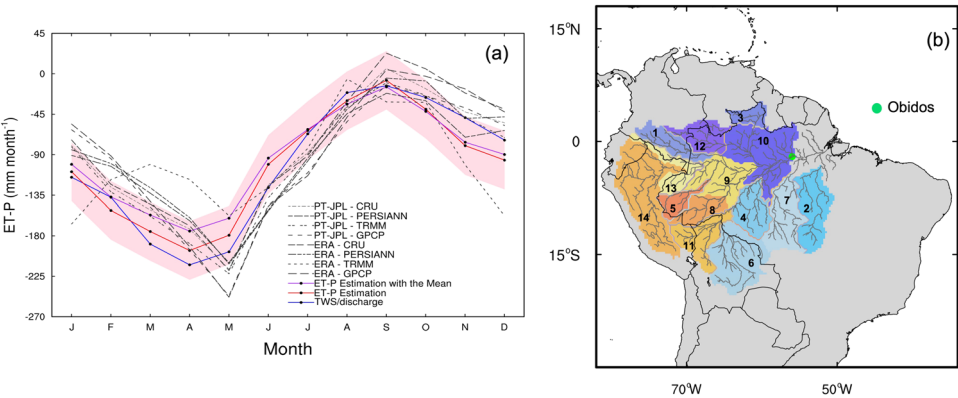 (a)
45
0
-45
-90
-135
-180
-225
-270
ET-P (mm month⁻¹)
J F M A M J J A S O N D
Month
PT-JPL - CRU
PT-JPL - PERSIANN
PT-JPL - TRMM
PT-JPL - GPCP
ERA - CRU
ERA - PERSIANN
ERA - TRMM
ERA - GPCP
ET-P Estimation with the Mean
ET-P Estimation
TWS/discharge
(b)
15°N
0
15°S
70°W 50°W
Obidos
3
1
12
10
13
9
5
8
14
4
7
2
11
6